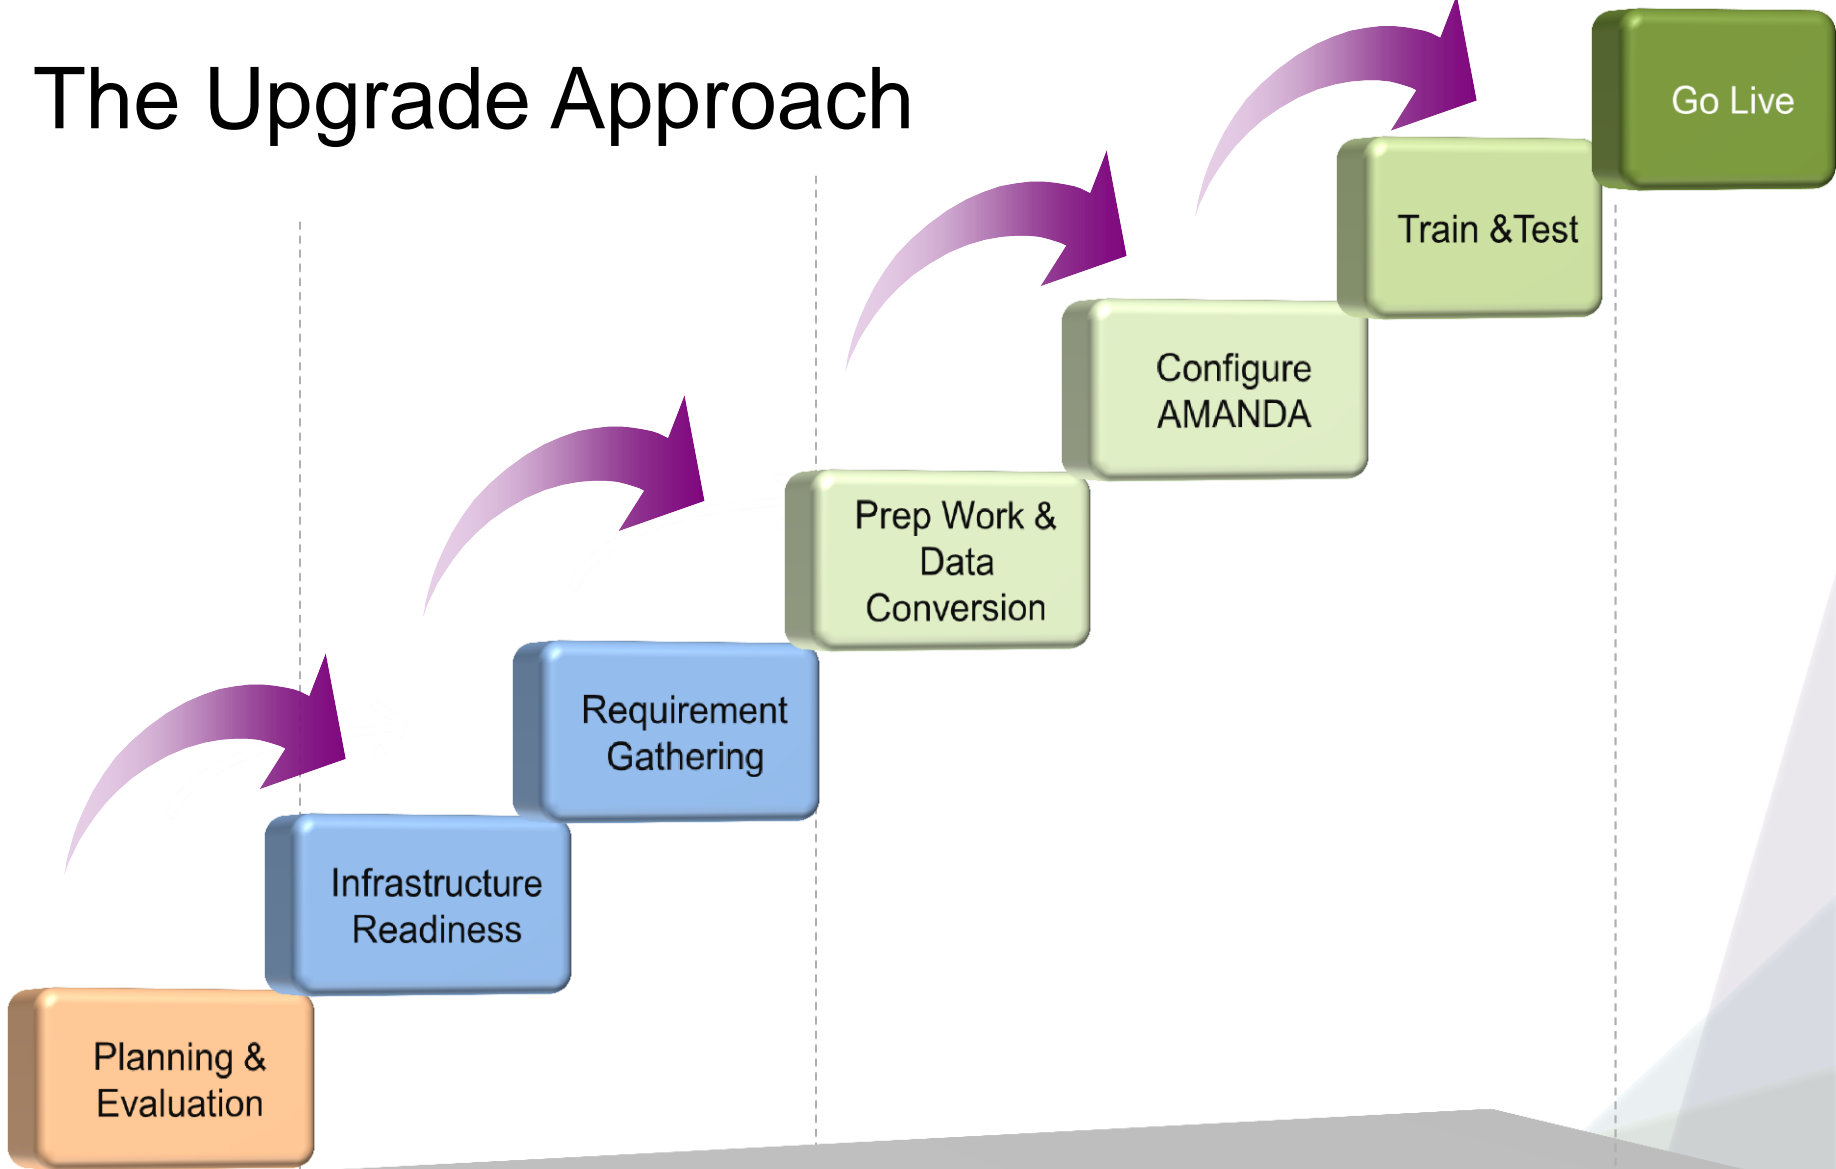 The Upgrade Approach
Go Live
Train &Test
Configure
AMANDA
Prep Work &
Data
Conversion
Requirement
Gathering
Infrastructure
Readiness
Planning &
Evaluation